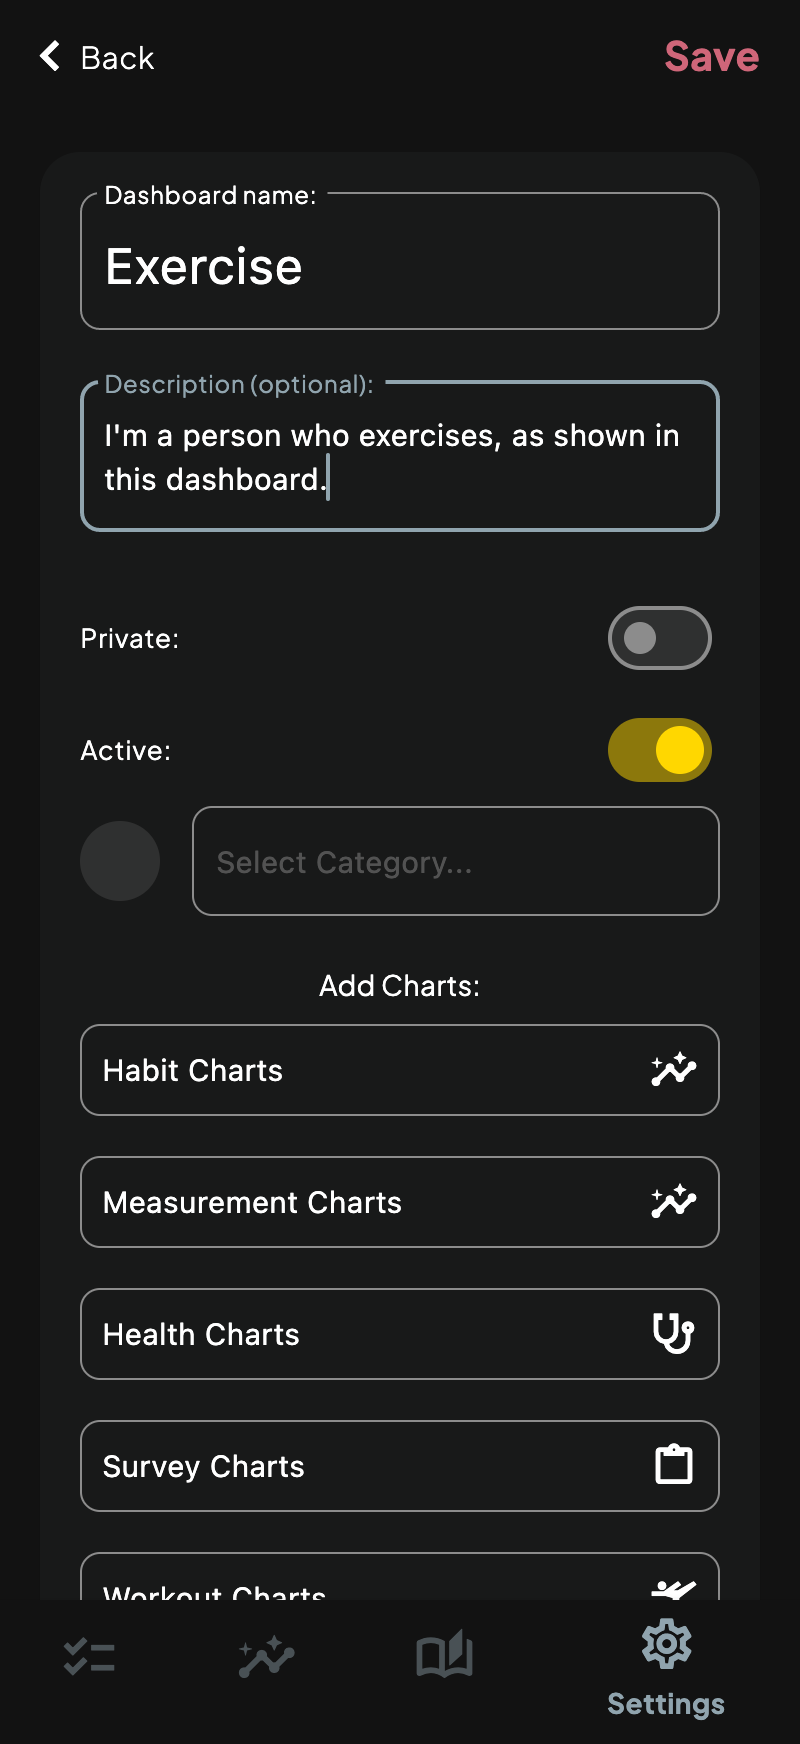 Back
Save
Dashboard name:
Exercise
Description (optional):
I'm a person who exercises, as shown in
this dashboard.
Private:
Active:
Select Category...
Add Charts:
Habit Charts
Measurement Charts
Health Charts
Survey Charts
Workout Charts
Settings